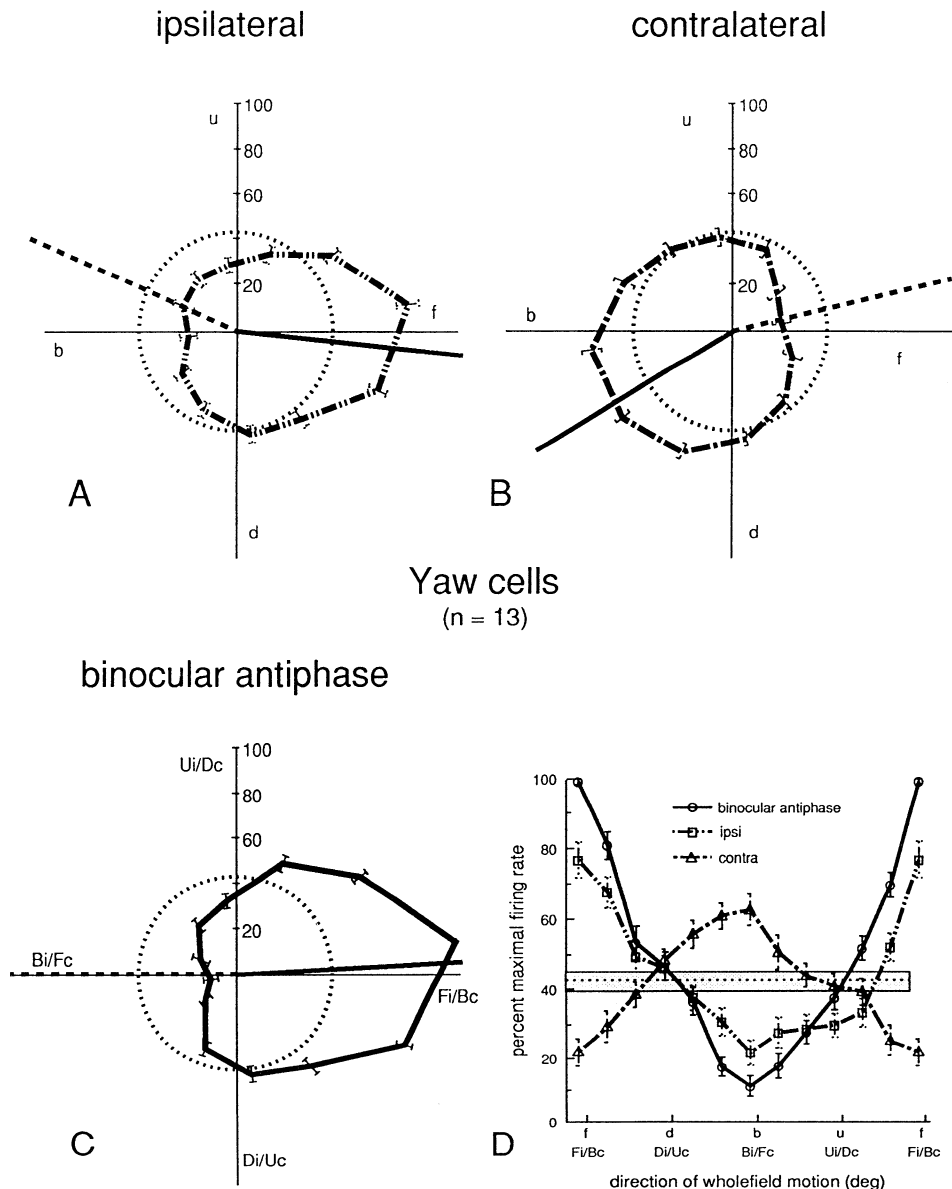 ipsilateral
contralateral
u
100
80
60
20
f
b
A
d
u
100
80
60
20
b
f
B
d
Yaw cells
(n = 13)
binocular antiphase
Ui/Dc
100
80
60
20
Bi/Fc
Fi/Bc
C
Di/Uc
percent maximal firing rate
100
80
60
40
20
0
binocular antiphase
ipsi
contra
D
f d b u f
Fi/Bc Di/Uc Bi/Fc Ui/Dc Fi/Bc
direction of wholefield motion (deg)